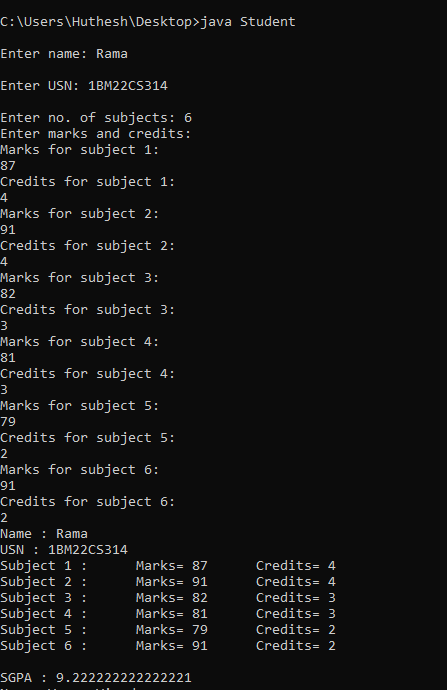 C:\Users\Huthesh\Desktop>java Student
Enter name: Rama
Enter USN: 1BM22CS314
Enter no. of subjects: 6
Enter marks and credits:
Marks for subject 1:
87
Credits for subject 1:
4
Marks for subject 2:
91
Credits for subject 2:
4
Marks for subject 3:
82
Credits for subject 3:
3
Marks for subject 4:
81
Credits for subject 4:
3
Marks for subject 5:
79
Credits for subject 5:
2
Marks for subject 6:
91
Credits for subject 6:
2
Name : Rama
USN : 1BM22CS314
Subject 1 : Marks= 87 Credits= 4
Subject 2 : Marks= 91 Credits= 4
Subject 3 : Marks= 82 Credits= 3
Subject 4 : Marks= 81 Credits= 3
Subject 5 : Marks= 79 Credits= 2
Subject 6 : Marks= 91 Credits= 2
SGPA : 9.222222222222221